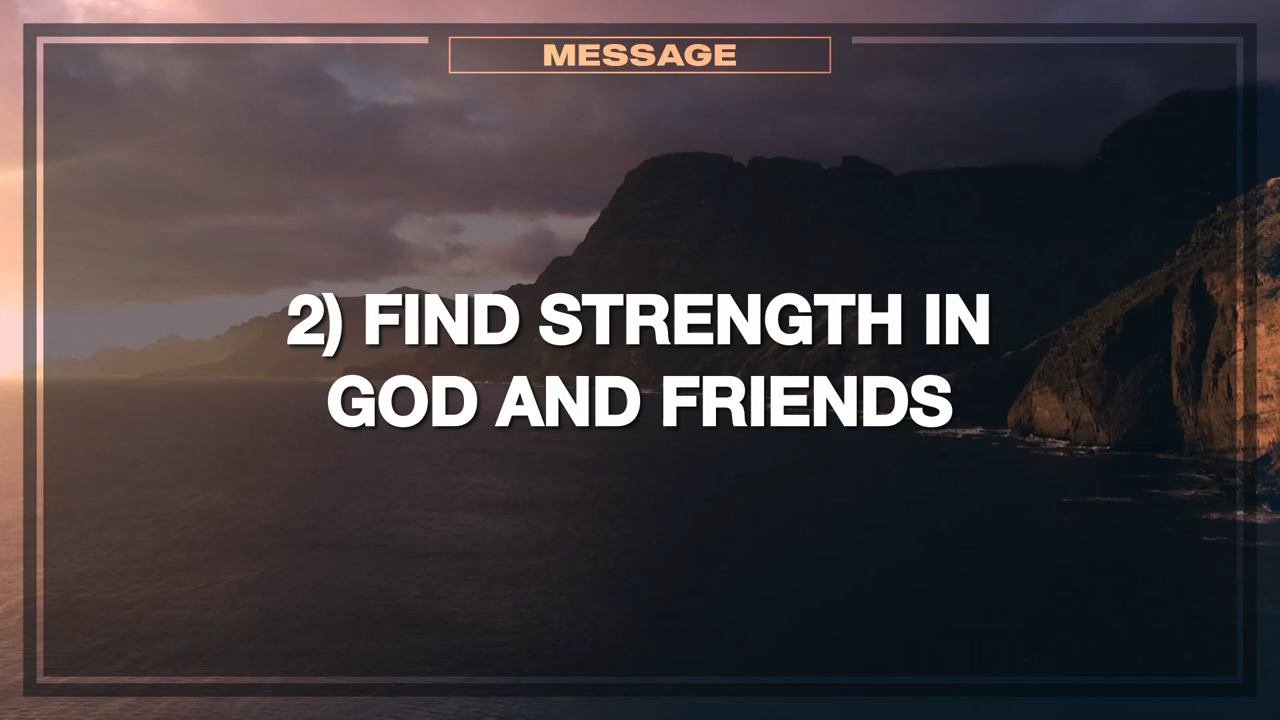 MESSAGE
2) FIND STRENGTH IN
GOD AND FRIENDS